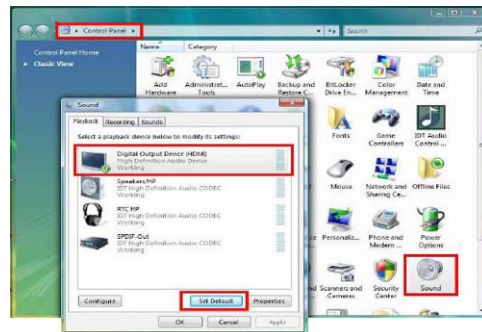 Control Panel
Search
Control Panel Home
Classic View
Name
Category
Add Hardware
Administrat... Tools
AutoPlay
Backup and Restore C...
BitLocker Drive En...
Color Management
Date and Time
Fonts
Game Controllers
IDT Audio Control ...
Mouse
Network and Sharing Ce...
Offline Files
Personaliz...
Phone and Modem ...
Power Options
Scanners and Cameras
Security Center
Sound
Sound
Playback
Recording
Sounds
Select a playback device below to modify its settings:
Digital Output Device (HDMI)
High Definition Audio Device
Working
Speakers/HP
IDT High Definition Audio CODEC
Working
RTC HP
IDT High Definition Audio CODEC
Working
SPDIF-Out
IDT High Definition Audio CODEC
Working
Configure
Set Default
Properties
OK
Cancel
Apply